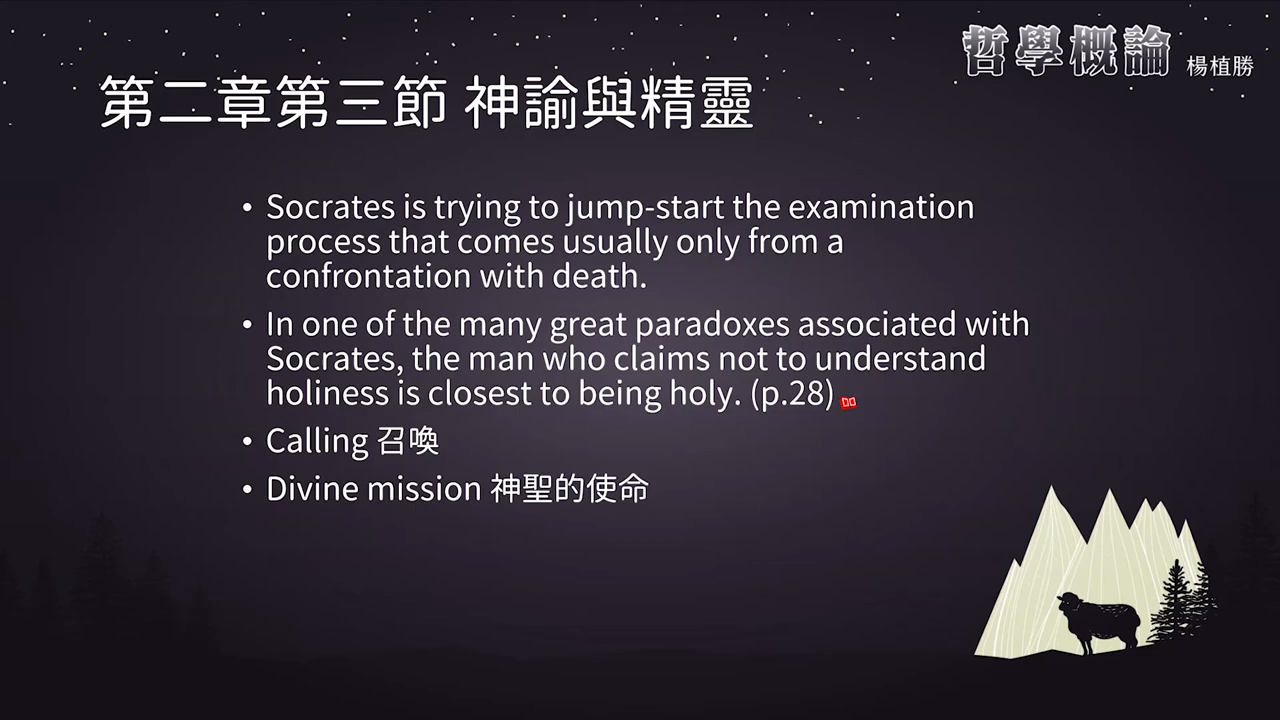 哲學概論 楊植勝
第二章第三節 神諭與精靈
• Socrates is trying to jump-start the examination
process that comes usually only from a
confrontation with death.
• In one of the many great paradoxes associated with
Socrates, the man who claims not to understand
holiness is closest to being holy. (p.28)
• Calling 召喚
• Divine mission 神聖的使命